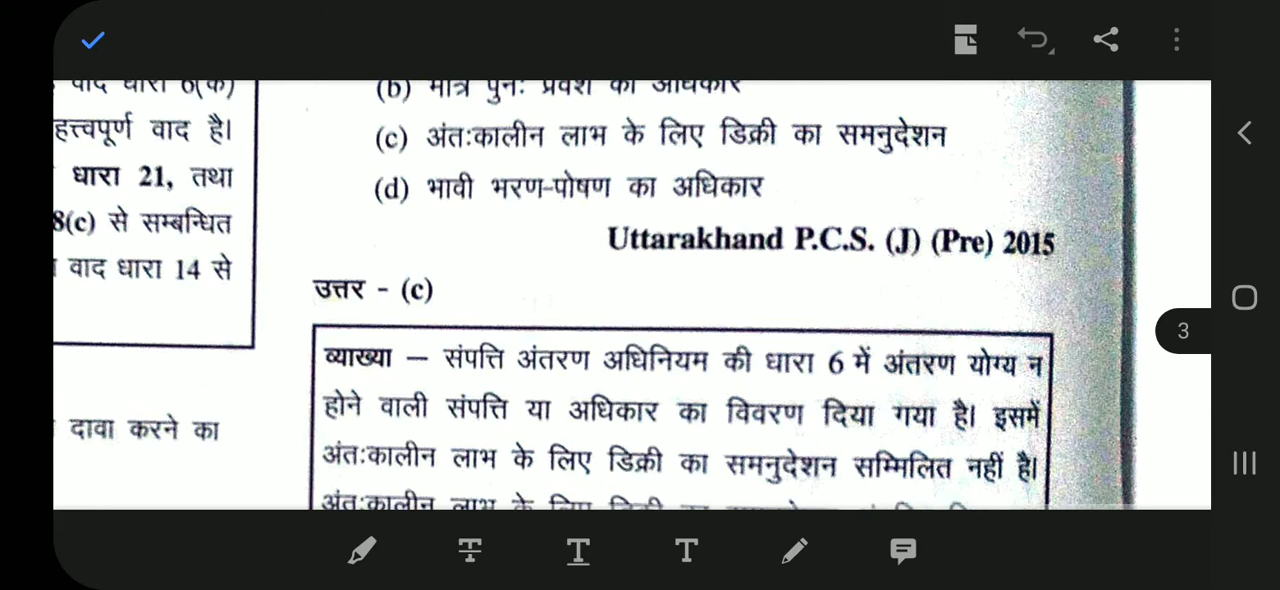 वाद धारा 6(क)
हत्त्वपूर्ण वाद है।
धारा 21, तथा
8(c) से सम्बन्धित
वाद धारा 14 से
दावा करने का
(b) मात्र पुनः प्रवेश का अधिकार
(c) अंतःकालीन लाभ के लिए डिक्री का समनुदेशन
(d) भावी भरण-पोषण का अधिकार
Uttarakhand P.C.S. (J) (Pre) 2015
उत्तर - (c)
व्याख्या – संपत्ति अंतरण अधिनियम की धारा 6 में अंतरण योग्य न
होने वाली संपत्ति या अधिकार का विवरण दिया गया है। इसमें
अंतःकालीन लाभ के लिए डिक्री का समनुदेशन सम्मिलित नहीं है।
अंतःकालीन लाभ के लिए डिक्री का
3